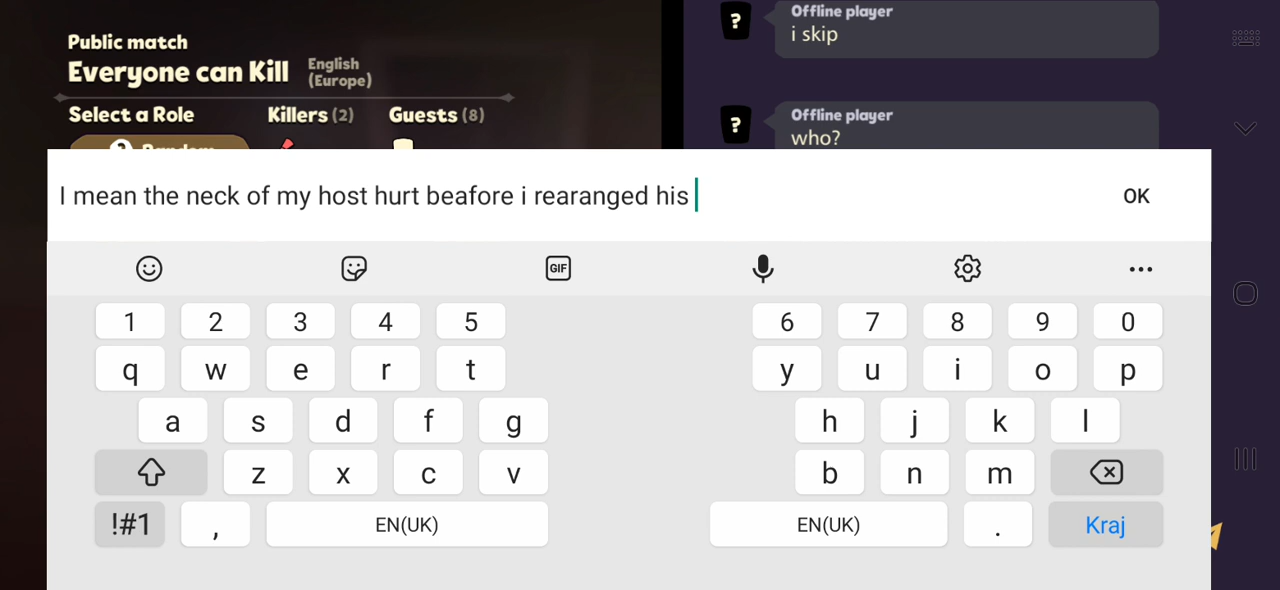 Public match
Everyone can Kill
English
(Europe)
Select a Role
Killers (2)
Guests (8)
? Random
Offline player
i skip
Offline player
who?
I mean the neck of my host hurt beafore i rearanged his
OK
GIF
1 2 3 4 5 6 7 8 9 0
q w e r t y u i o p
a s d f g h j k l
z x c v b n m
!#1 , EN(UK) EN(UK) . Kraj